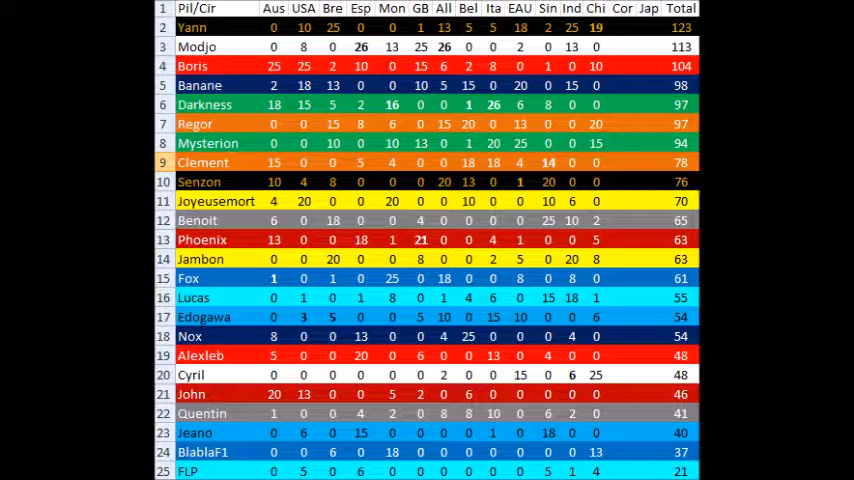 1 Pil/Cir Aus USA Bre Esp Mon GB All Bel Ita EAU Sin Ind Chi Cor Jap Total
2 Yann 0 10 25 0 0 1 13 5 5 18 2 25 19 123
3 Modjo 0 8 0 26 13 25 26 0 0 2 0 13 0 113
4 Boris 25 25 2 10 0 15 6 2 8 0 1 0 10 104
5 Banane 2 18 13 0 0 10 5 15 0 20 0 15 0 98
6 Darkness 18 15 5 2 16 0 0 1 26 6 8 0 0 97
7 Regor 0 0 15 8 6 0 15 20 0 13 0 0 20 97
8 Mysterion 0 0 10 0 10 13 0 1 20 25 0 0 15 94
9 Clement 15 0 0 5 4 0 0 18 18 4 14 0 0 78
10 Senzon 10 4 8 0 0 0 20 13 0 1 20 0 0 76
11 Joyeusemort 4 20 0 0 20 0 0 10 0 0 10 6 0 70
12 Benoit 6 0 18 0 0 4 0 0 0 0 25 10 2 65
13 Phoenix 13 0 0 18 1 21 0 0 4 1 0 0 5 63
14 Jambon 0 0 20 0 0 8 0 0 2 5 0 20 8 63
15 Fox 1 0 1 0 25 0 18 0 0 8 0 8 0 61
16 Lucas 0 1 0 1 8 0 1 4 6 0 15 18 1 55
17 Edogawa 0 3 5 0 0 5 10 0 15 10 0 0 6 54
18 Nox 8 0 0 13 0 0 4 25 0 0 0 4 0 54
19 Alexleb 5 0 0 20 0 6 0 0 13 0 4 0 0 48
20 Cyril 0 0 0 0 0 0 2 0 0 15 0 6 25 48
21 John 20 13 0 0 5 2 0 6 0 0 0 0 0 46
22 Quentin 1 0 0 4 2 0 8 8 10 0 6 2 0 41
23 Jeano 0 6 0 15 0 0 0 0 1 0 18 0 0 40
24 BlablaF1 0 0 6 0 18 0 0 0 0 0 0 0 13 37
25 FLP 0 5 0 6 0 0 0 0 0 0 5 1 4 21